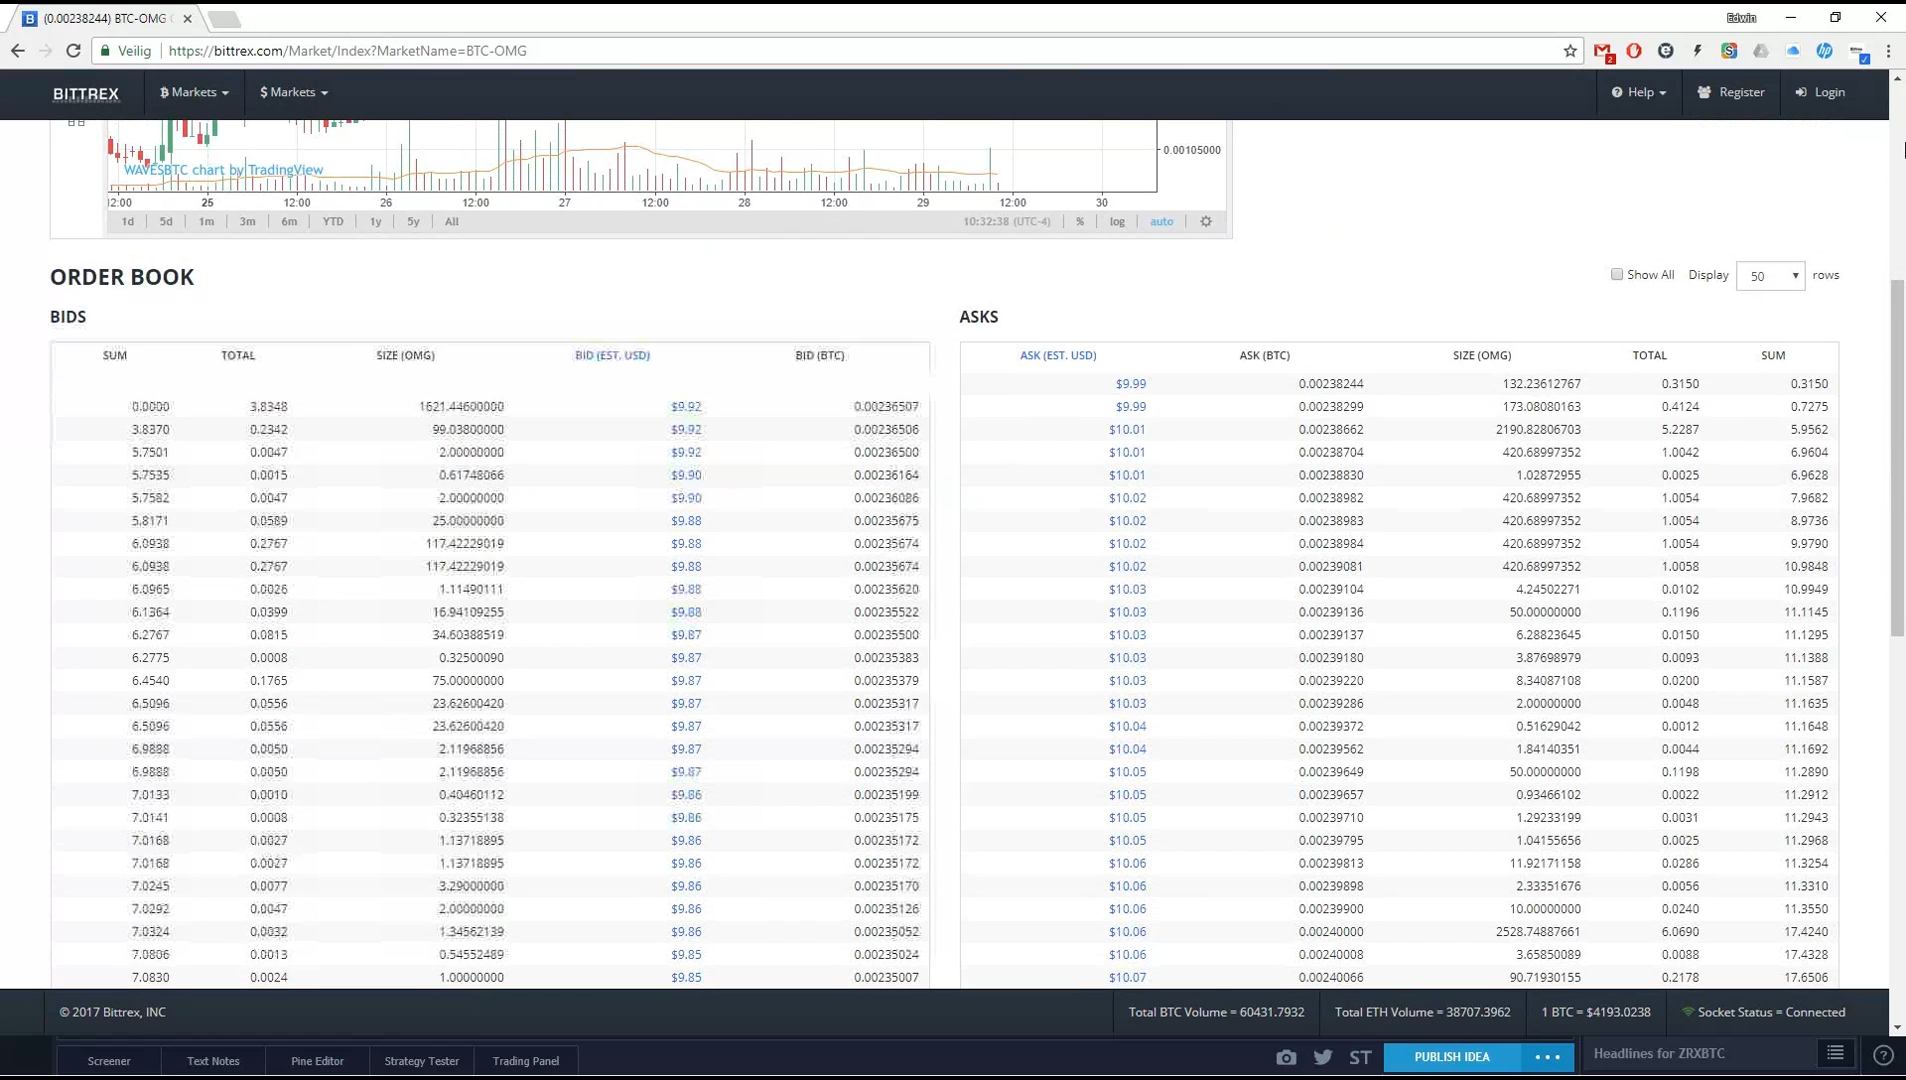 (0.00238244) BTC-OMG
Edwin
Veilig https://bittrex.com/Market/Index?MarketName=BTC-OMG
2
BITTREX Markets $ Markets Help Register Login
WAVESBTC chart by TradingView
0.00105000
12:00 25 12:00 26 12:00 27 12:00 28 12:00 29 12:00 30
1d 5d 1m 3m 6m YTD 1y 5y All 10:32:38 (UTC-4) % log auto
ORDER BOOK
Show All Display 50 rows
BIDS
SUM TOTAL SIZE (OMG) BID (EST. USD) BID (BTC)
0.0000 3.8348 1621.44600000 $9.92 0.00236507
3.8370 0.2342 99.03800000 $9.92 0.00236506
5.7501 0.0047 2.00000000 $9.92 0.00236500
5.7535 0.0015 0.61748066 $9.90 0.00236164
5.7582 0.0047 2.00000000 $9.90 0.00236086
5.8171 0.0589 25.00000000 $9.88 0.00235675
6.0938 0.2767 117.42229019 $9.88 0.00235674
6.0938 0.2767 117.42229019 $9.88 0.00235674
6.0965 0.0026 1.11490111 $9.88 0.00235620
6.1364 0.0399 16.94109255 $9.88 0.00235522
6.2767 0.0815 34.60388519 $9.87 0.00235500
6.2775 0.0008 0.32500090 $9.87 0.00235383
6.4540 0.1765 75.00000000 $9.87 0.00235379
6.5096 0.0556 23.62600420 $9.87 0.00235317
6.5096 0.0556 23.62600420 $9.87 0.00235317
6.9888 0.0050 2.11968856 $9.87 0.00235294
6.9888 0.0050 2.11968856 $9.87 0.00235294
7.0133 0.0010 0.40460112 $9.86 0.00235199
7.0141 0.0008 0.32355138 $9.86 0.00235175
7.0168 0.0027 1.13718895 $9.86 0.00235172
7.0168 0.0027 1.13718895 $9.86 0.00235172
7.0245 0.0077 3.29000000 $9.86 0.00235170
7.0292 0.0047 2.00000000 $9.86 0.00235126
7.0324 0.0032 1.34562139 $9.86 0.00235052
7.0806 0.0013 0.54552489 $9.85 0.00235024
7.0830 0.0024 1.00000000 $9.85 0.00235007
ASKS
ASK (EST. USD) ASK (BTC) SIZE (OMG) TOTAL SUM
$9.99 0.00238244 132.23612767 0.3150 0.3150
$9.99 0.00238299 173.08080163 0.4124 0.7275
$10.01 0.00238662 2190.82806703 5.2287 5.9562
$10.01 0.00238704 420.68997352 1.0042 6.9604
$10.01 0.00238830 1.02872955 0.0025 6.9628
$10.02 0.00238982 420.68997352 1.0054 7.9682
$10.02 0.00238983 420.68997352 1.0054 8.9736
$10.02 0.00238984 420.68997352 1.0054 9.9790
$10.02 0.00239081 420.68997352 1.0058 10.9848
$10.03 0.00239104 4.24502271 0.0102 10.9949
$10.03 0.00239136 50.00000000 0.1196 11.1145
$10.03 0.00239137 6.28823645 0.0150 11.1295
$10.03 0.00239180 3.87698979 0.0093 11.1388
$10.03 0.00239220 8.34087108 0.0200 11.1587
$10.03 0.00239286 2.00000000 0.0048 11.1635
$10.04 0.00239372 0.51629042 0.0012 11.1648
$10.04 0.00239562 1.84140351 0.0044 11.1692
$10.05 0.00239649 50.00000000 0.1198 11.2890
$10.05 0.00239657 0.93466102 0.0022 11.2912
$10.05 0.00239710 1.29233199 0.0031 11.2943
$10.05 0.00239795 1.04155656 0.0025 11.2968
$10.06 0.00239813 11.92171158 0.0286 11.3254
$10.06 0.00239898 2.33351676 0.0056 11.3310
$10.06 0.00239900 10.00000000 0.0240 11.3550
$10.06 0.00240000 2528.74887661 6.0690 17.4240
$10.06 0.00240008 3.65850089 0.0088 17.4328
$10.07 0.00240066 90.71930155 0.2178 17.6506
© 2017 Bittrex, INC Total BTC Volume = 60431.7932 Total ETH Volume = 38707.3962 1 BTC = $4193.0238 Socket Status = Connected
Screener Text Notes Pine Editor Strategy Tester Trading Panel ST PUBLISH IDEA Headlines for ZRXBTC